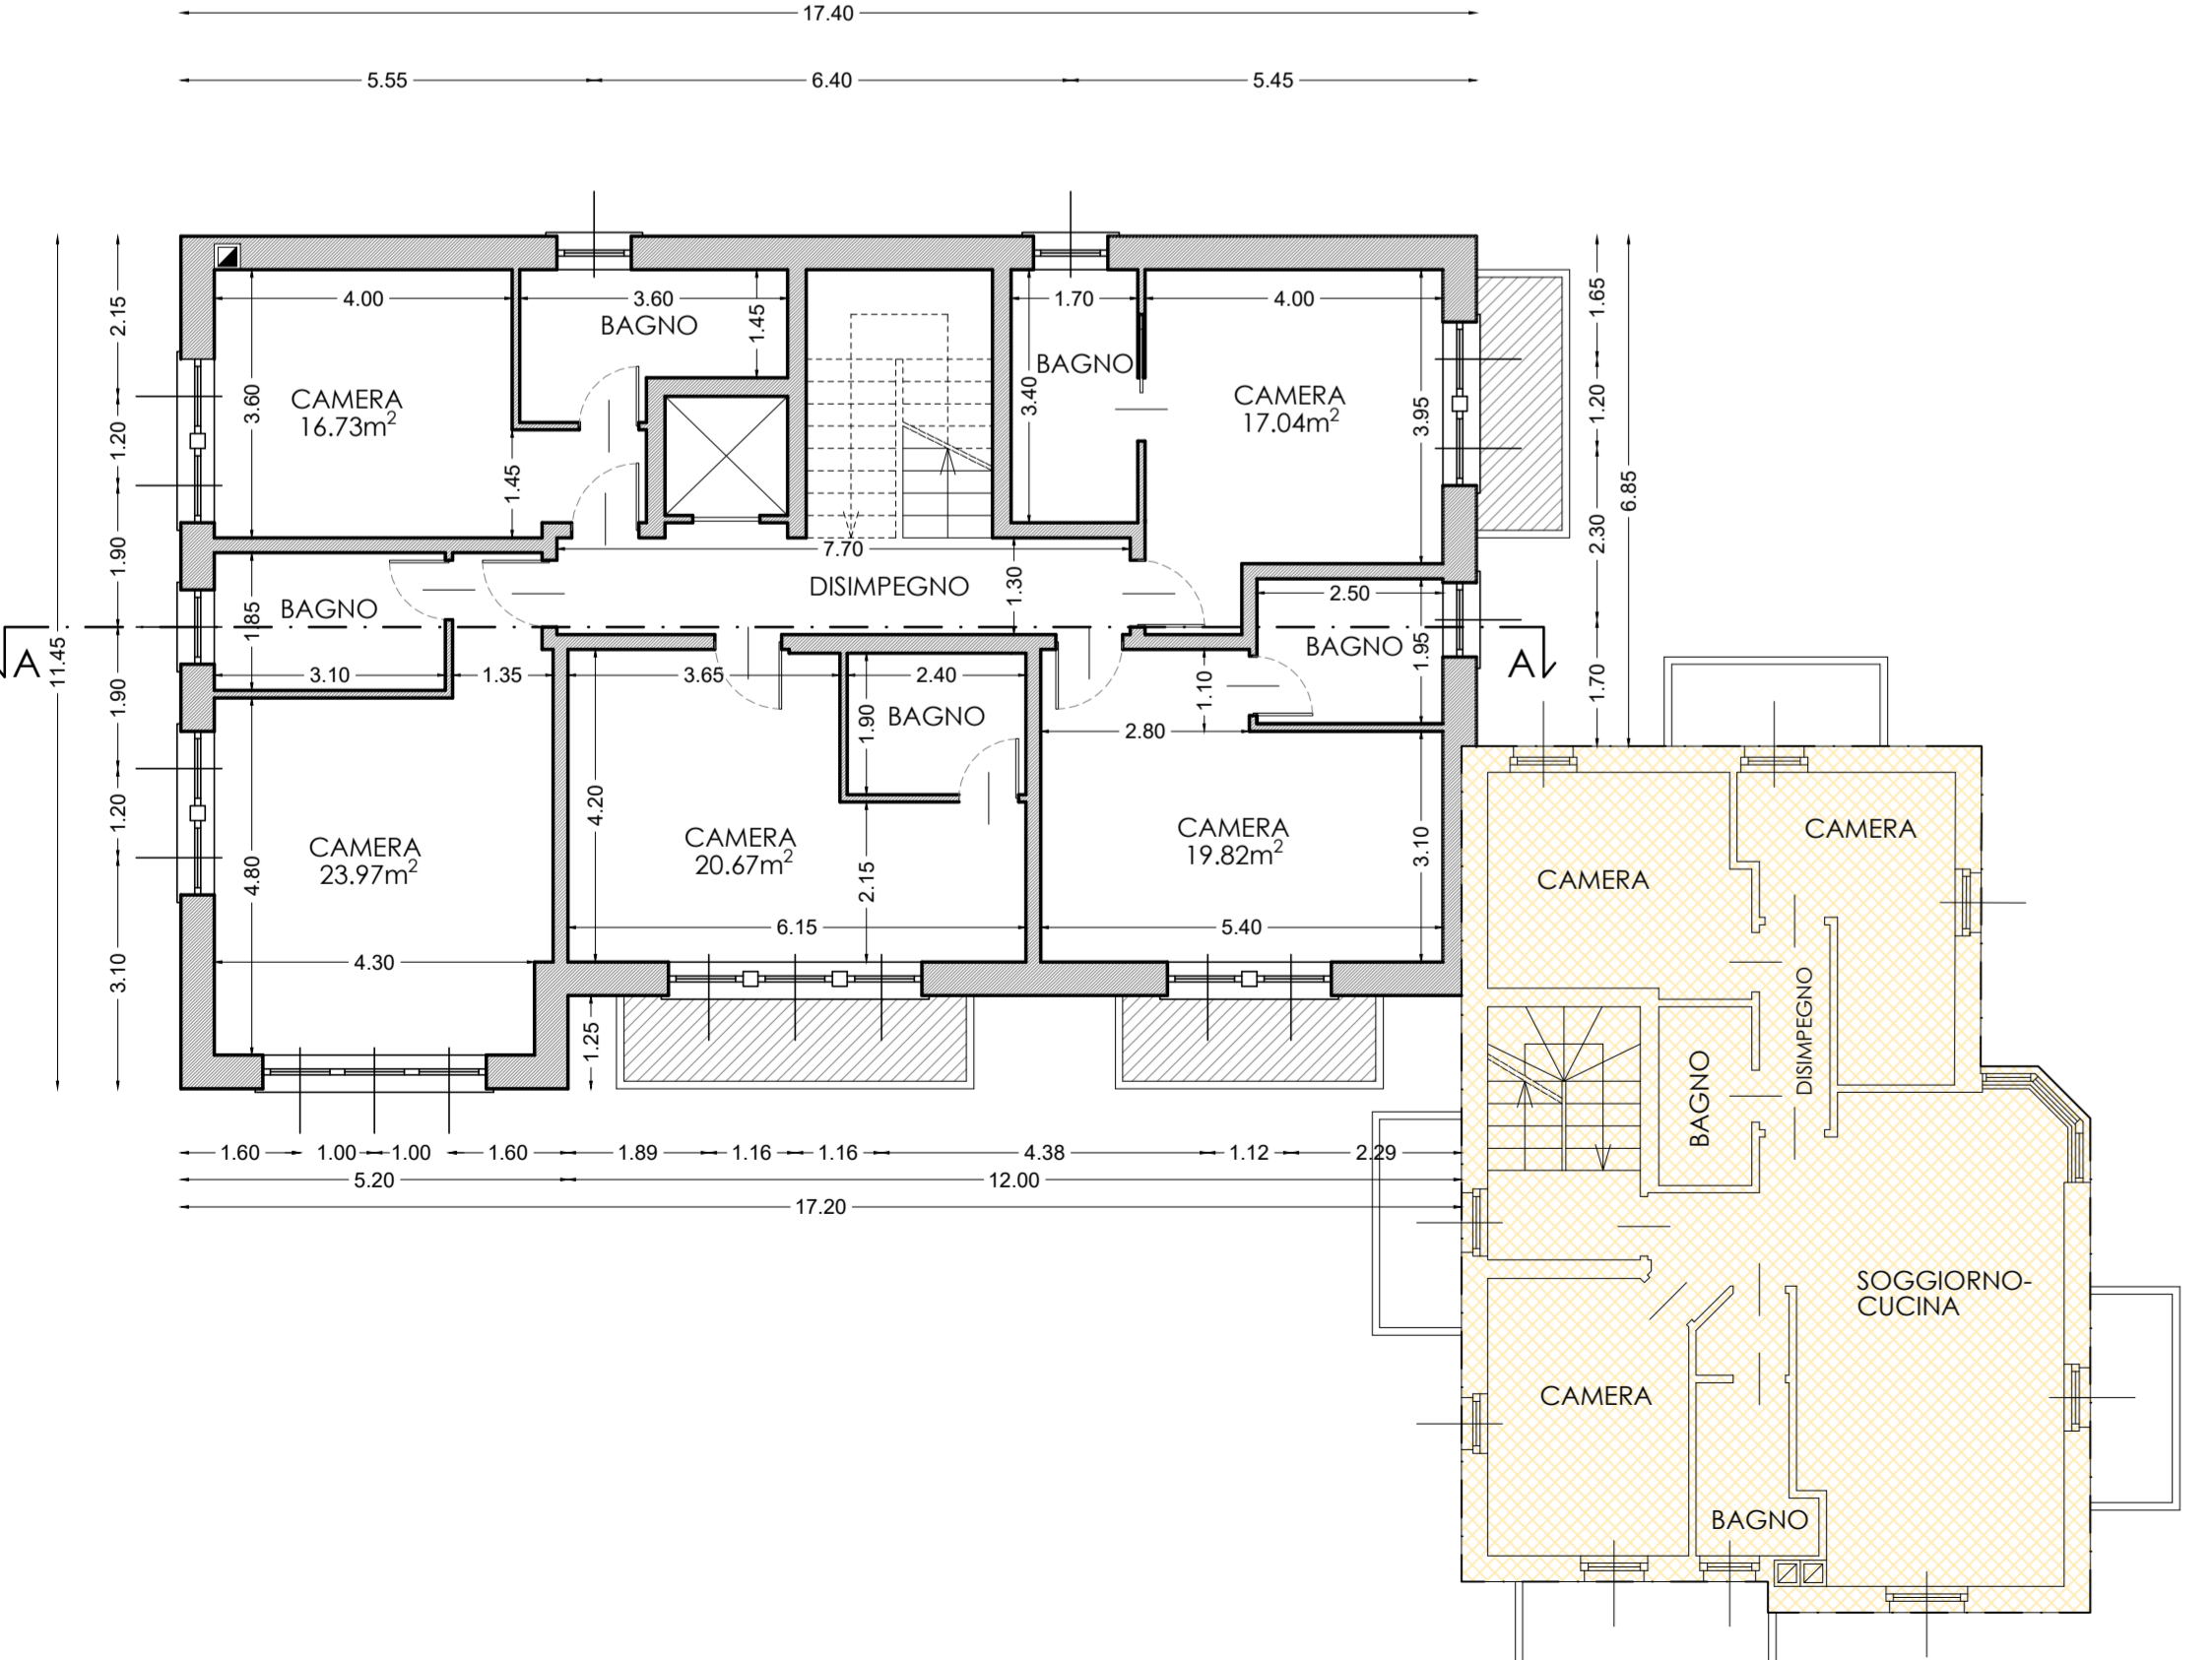 17.40
5.55
6.40
5.45
2.15
1.20
1.90
1.90
1.20
3.10
11.45
A
4.00
3.60
CAMERA
16.73m²
3.60
BAGNO
1.45
1.45
1.70
3.40
BAGNO
4.00
CAMERA
17.04m²
3.95
1.65
1.20
2.30
1.70
6.85
7.70
DISIMPEGNO
1.30
BAGNO
1.85
3.10
1.35
2.50
BAGNO
1.95
A
3.65
2.40
BAGNO
1.90
1.10
2.80
4.80
CAMERA
23.97m²
4.30
4.20
CAMERA
20.67m²
2.15
6.15
CAMERA
19.82m²
3.10
5.40
1.25
1.60
1.00
1.00
1.60
1.89
1.16
1.16
4.38
1.12
2.29
5.20
12.00
17.20
CAMERA
CAMERA
DISIMPEGNO
BAGNO
SOGGIORNO-
CUCINA
CAMERA
BAGNO